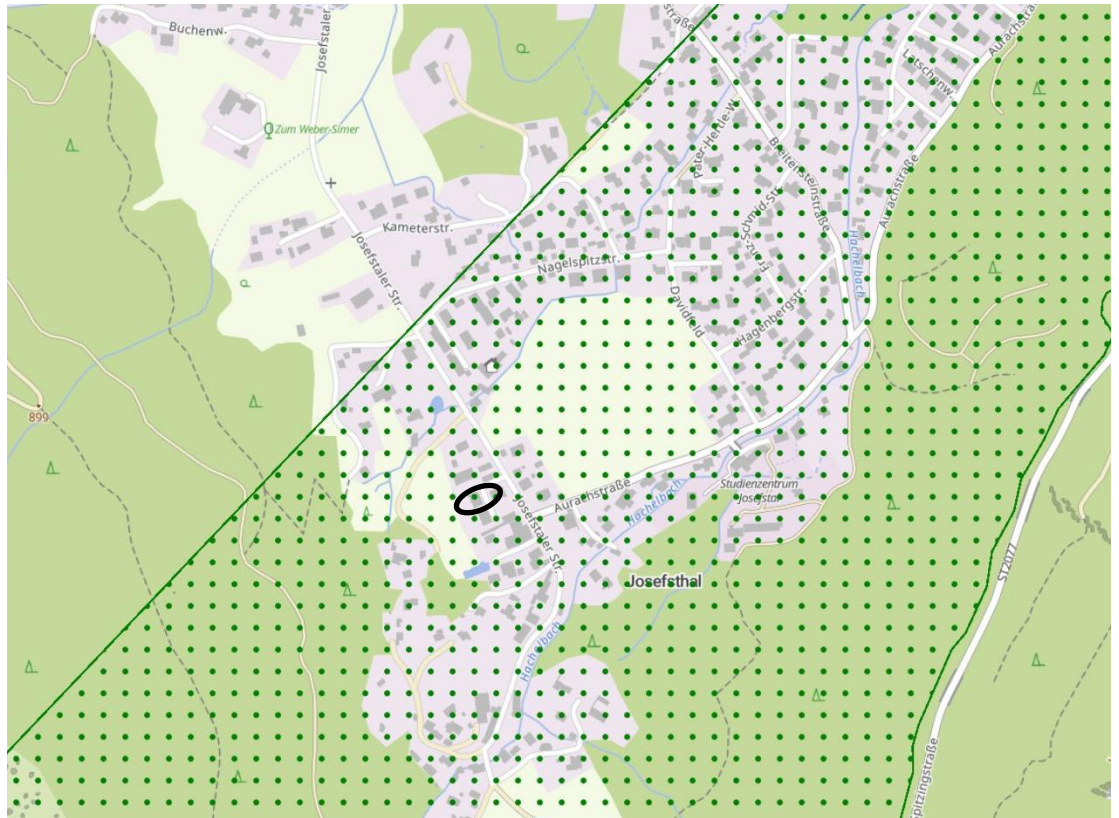 Buchenw.
Josefstaler
straße
Aurachstraße
Latschenw.
Zum Weber-Simer
Pater-Hertle-W.
Breitensteinstraße
Aurachstraße
Kameterstr.
Josefstaler Str.
Franz-Schmid-Str.
Hachelbach
Nagelspitzstr.
Davidfeld
Hagenbergstr.
899
Josefstaler Str.
Aurachstraße
Hachelbach
Studienzentrum
Josefstal
Josefsthal
ST2077
Hachelbach
Spitzingstraße